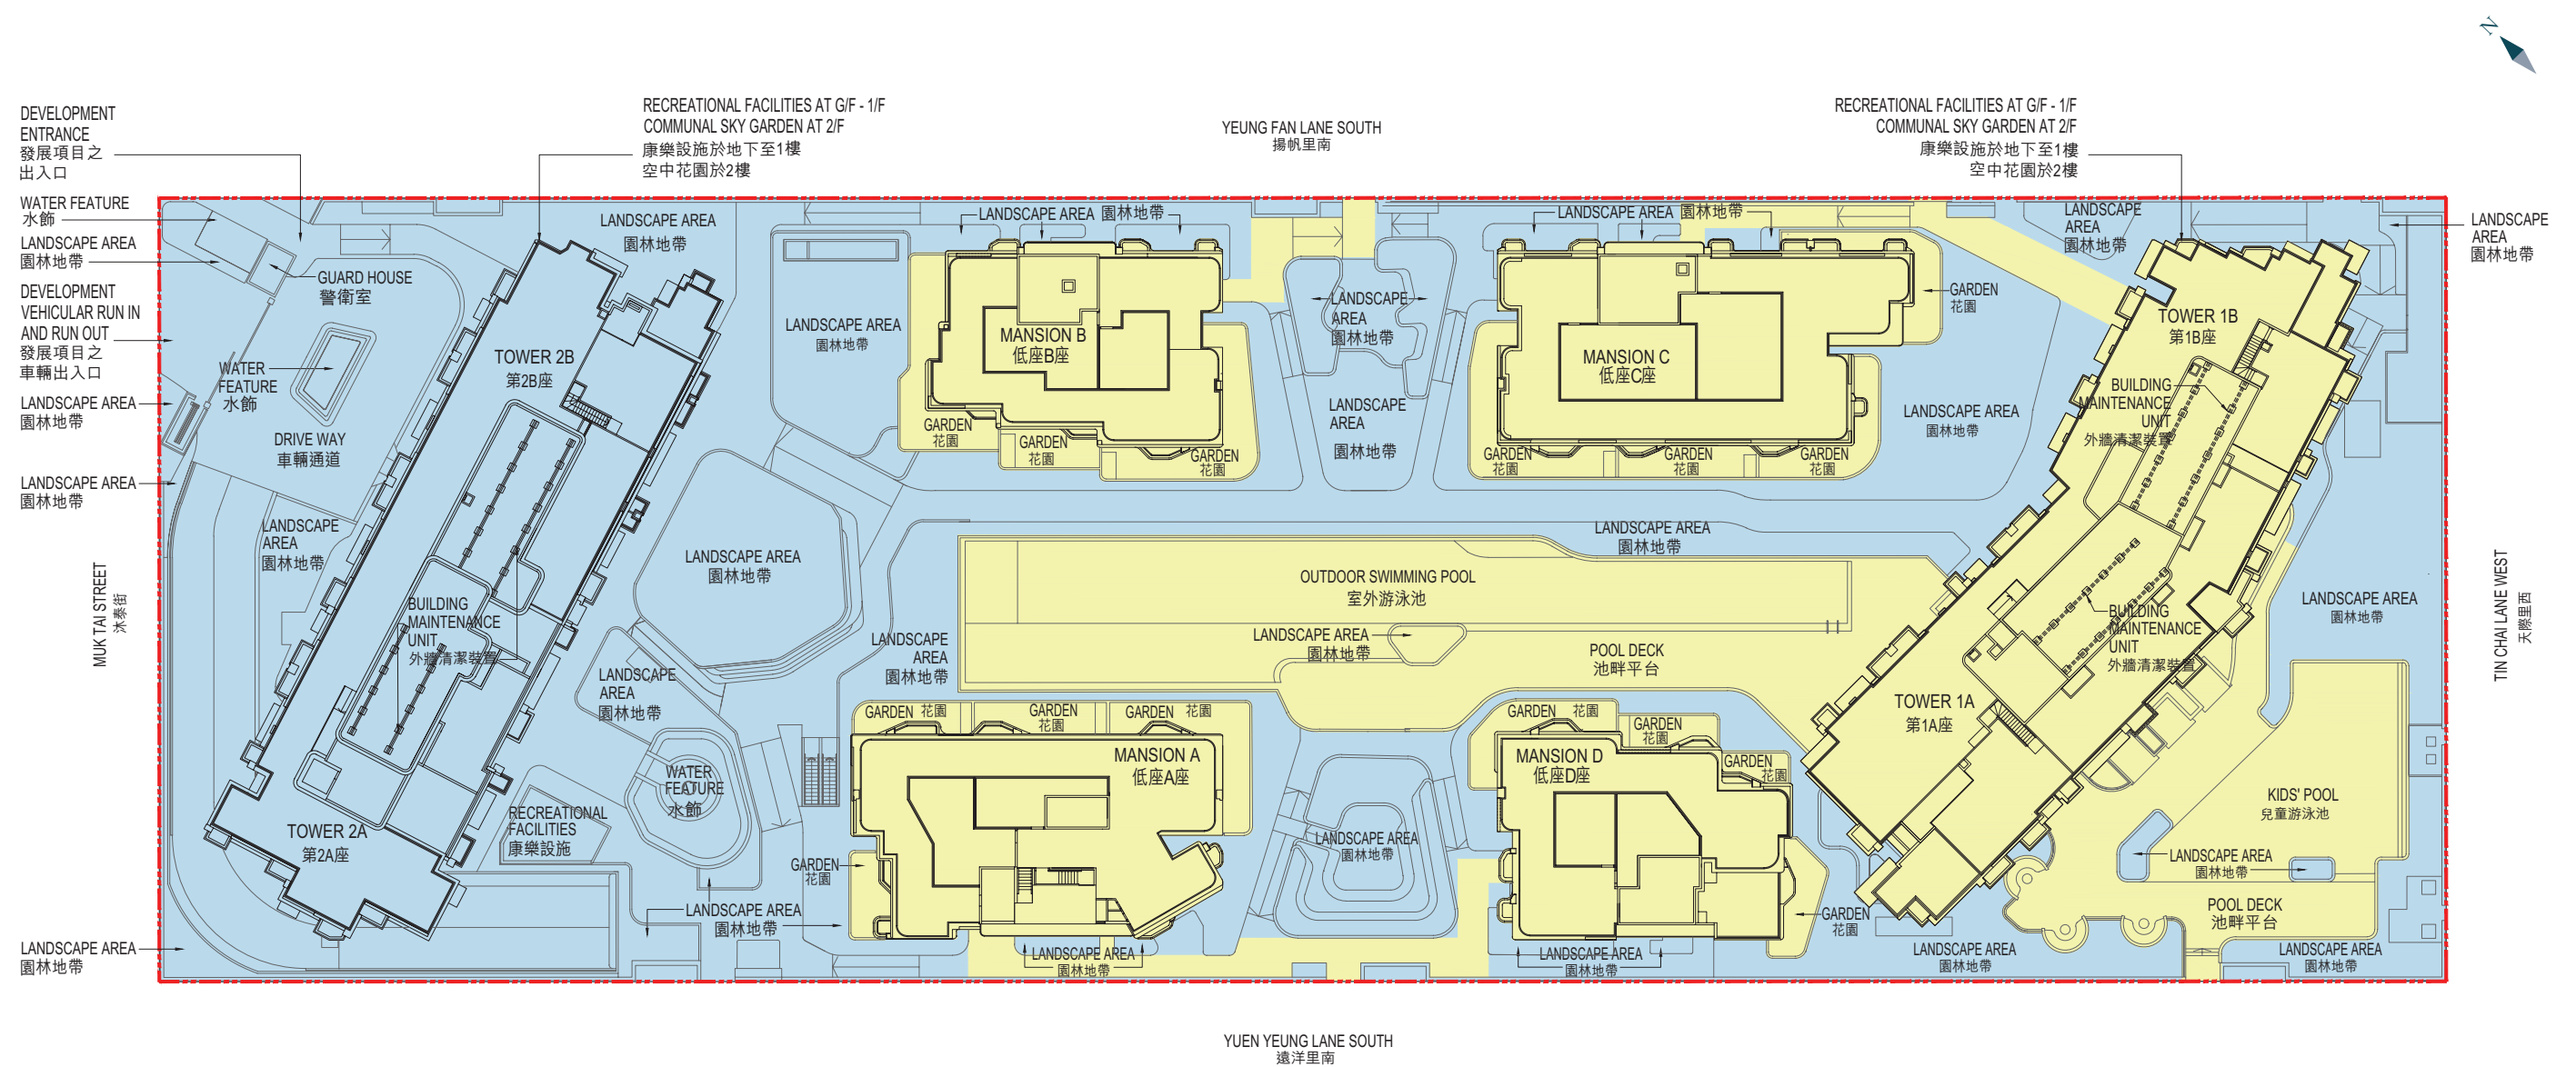 N
DEVELOPMENT
ENTRANCE
發展項目之
出入口
WATER FEATURE
水飾
LANDSCAPE AREA
園林地帶
DEVELOPMENT
VEHICULAR RUN IN
AND RUN OUT
發展項目之
車輛出入口
LANDSCAPE AREA
園林地帶
LANDSCAPE AREA
園林地帶
MUK TAI STREET
沐泰街
LANDSCAPE AREA
園林地帶
RECREATIONAL FACILITIES AT G/F - 1/F
COMMUNAL SKY GARDEN AT 2/F
康樂設施於地下至1樓
空中花園於2樓
YEUNG FAN LANE SOUTH
揚帆里南
RECREATIONAL FACILITIES AT G/F - 1/F
COMMUNAL SKY GARDEN AT 2/F
康樂設施於地下至1樓
空中花園於2樓
LANDSCAPE
AREA
園林地帶
GUARD HOUSE
警衛室
WATER
FEATURE
水飾
DRIVE WAY
車輛通道
LANDSCAPE
AREA
園林地帶
LANDSCAPE AREA
園林地帶
TOWER 2B
第2B座
BUILDING
MAINTENANCE
UNIT
外牆清潔裝置
TOWER 2A
第2A座
LANDSCAPE AREA
園林地帶
LANDSCAPE AREA
園林地帶
LANDSCAPE
AREA
園林地帶
WATER
FEATURE
水飾
RECREATIONAL
FACILITIES
康樂設施
LANDSCAPE AREA
園林地帶
LANDSCAPE AREA 園林地帶
MANSION B
低座B座
GARDEN
花園
GARDEN
花園
GARDEN
花園
LANDSCAPE
AREA
園林地帶
LANDSCAPE
AREA
園林地帶
LANDSCAPE AREA 園林地帶
MANSION C
低座C座
GARDEN
花園
GARDEN
花園
GARDEN
花園
GARDEN
花園
LANDSCAPE AREA
園林地帶
LANDSCAPE
AREA
園林地帶
TOWER 1B
第1B座
BUILDING
MAINTENANCE
UNIT
外牆清潔裝置
LANDSCAPE AREA
園林地帶
OUTDOOR SWIMMING POOL
室外游泳池
LANDSCAPE AREA
園林地帶
POOL DECK
池畔平台
LANDSCAPE
AREA
園林地帶
BUILDING
MAINTENANCE
UNIT
外牆清潔裝置
TOWER 1A
第1A座
LANDSCAPE AREA
園林地帶
TIN CHAI LANE WEST
天際里西
GARDEN 花園
GARDEN
花園
GARDEN 花園
MANSION A
低座A座
GARDEN
花園
LANDSCAPE AREA
園林地帶
LANDSCAPE AREA
園林地帶
GARDEN 花園
GARDEN
花園
GARDEN
花園
MANSION D
低座D座
GARDEN
花園
LANDSCAPE AREA
園林地帶
KIDS' POOL
兒童游泳池
LANDSCAPE AREA
園林地帶
POOL DECK
池畔平台
LANDSCAPE AREA
園林地帶
LANDSCAPE AREA
園林地帶
YUEN YEUNG LANE SOUTH
遠洋里南